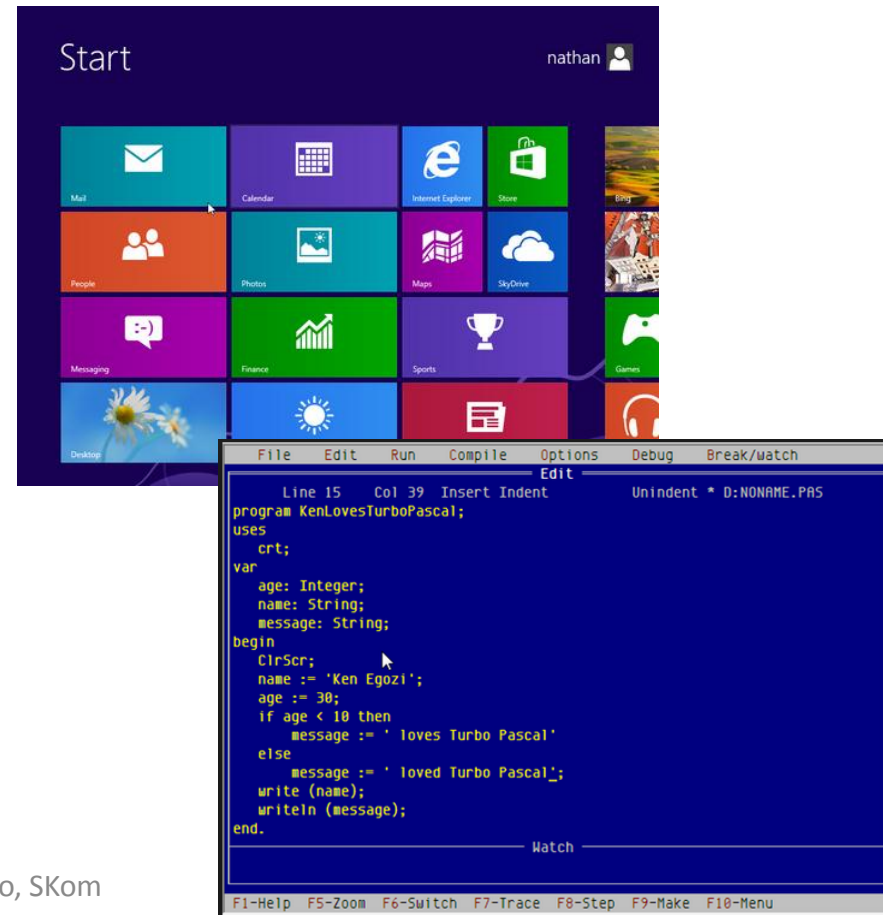 Start
nathan
Mail
Calendar
Internet Explorer
Store
Bing
People
Photos
Maps
SkyDrive
:-)
Messaging
Finance
Sports
Games
Desktop
File Edit Run Compile Options Debug Break/watch
Edit
Line 15 Col 39 Insert Indent Unindent * D:NONAME.PAS
program KenLovesTurboPascal;
uses
crt;
var
age: Integer;
name: String;
message: String;
begin
ClrScr;
name := 'Ken Egozi';
age := 30;
if age < 10 then
message := ' loves Turbo Pascal'
else
message := ' loved Turbo Pascal';
write (name);
writeln (message);
end.
Watch
F1-Help F5-Zoom F6-Switch F7-Trace F8-Step F9-Make F10-Menu
o, SKom